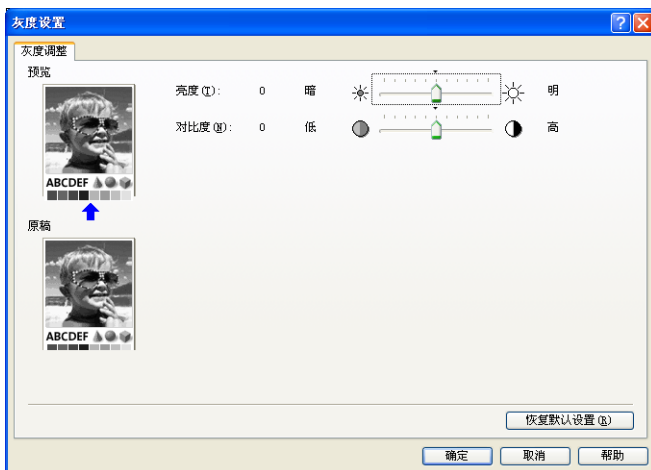 灰度设置
灰度调整
预览
亮度(T): 0 暗 明
对比度(N): 0 低 高
ABCDEF
原稿
ABCDEF
恢复默认设置(R)
确定 取消 帮助